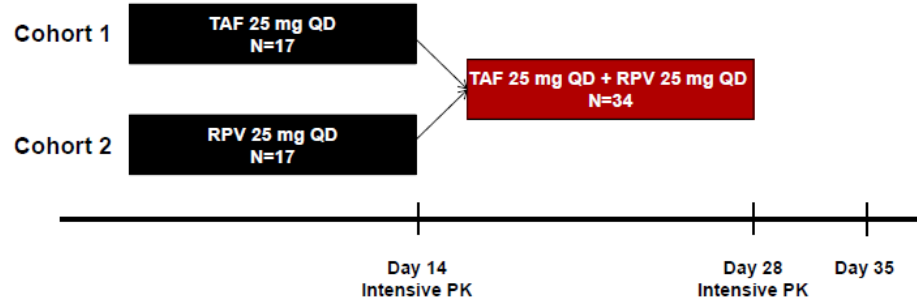 Cohort 1
TAF 25 mg QD
N=17
TAF 25 mg QD + RPV 25 mg QD
N=34
Cohort 2
RPV 25 mg QD
N=17
Day 14
Intensive PK
Day 28
Intensive PK
Day 35